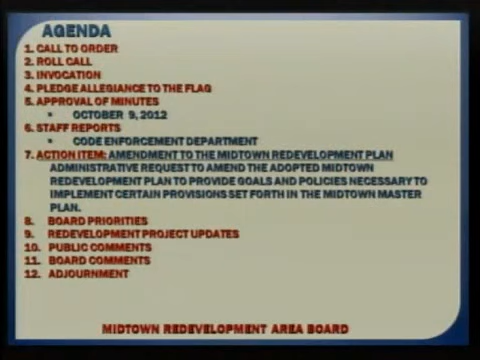 AGENDA
1. CALL TO ORDER
2. ROLL CALL
3. INVOCATION
4. PLEDGE ALLEGIANCE TO THE FLAG
5. APPROVAL OF MINUTES
▪ OCTOBER 9, 2012
6. STAFF REPORTS
▪ CODE ENFORCEMENT DEPARTMENT
7. ACTION ITEM: AMENDMENT TO THE MIDTOWN REDEVELOPMENT PLAN
ADMINISTRATIVE REQUEST TO AMEND THE ADOPTED MIDTOWN
REDEVELOPMENT PLAN TO PROVIDE GOALS AND POLICIES NECESSARY TO
IMPLEMENT CERTAIN PROVISIONS SET FORTH IN THE MIDTOWN MASTER
PLAN.
8. BOARD PRIORITIES
9. REDEVELOPMENT PROJECT UPDATES
10. PUBLIC COMMENTS
11. BOARD COMMENTS
12. ADJOURNMENT
MIDTOWN REDEVELOPMENT AREA BOARD